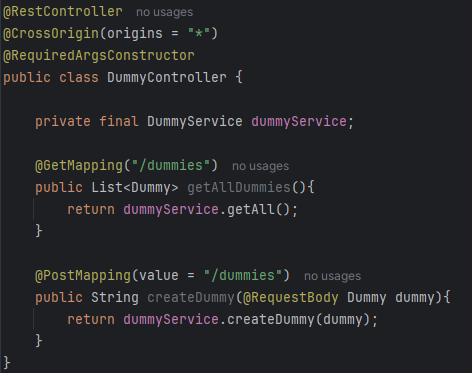 @RestController no usages
@CrossOrigin(origins = "*")
@RequiredArgsConstructor
public class DummyController {
private final DummyService dummyService;
@GetMapping("/dummies") no usages
public List<Dummy> getAllDummies(){
return dummyService.getAll();
}
@PostMapping(value = "/dummies") no usages
public String createDummy(@RequestBody Dummy dummy){
return dummyService.createDummy(dummy);
}
}